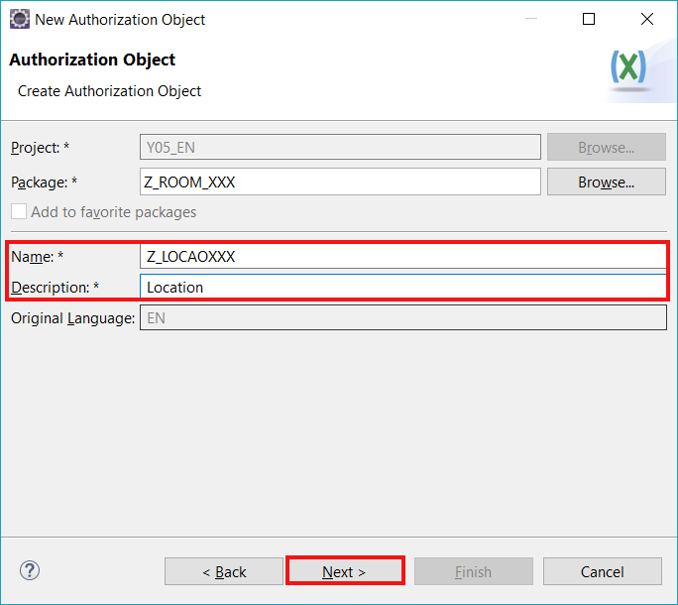 New Authorization Object
Authorization Object
Create Authorization Object
(X)
Project: * Y05_EN Browse...
Package: * Z_ROOM_XXX Browse...
Add to favorite packages
Name: * Z_LOCAOXXX
Description: * Location
Original Language: EN
? < Back Next > Finish Cancel